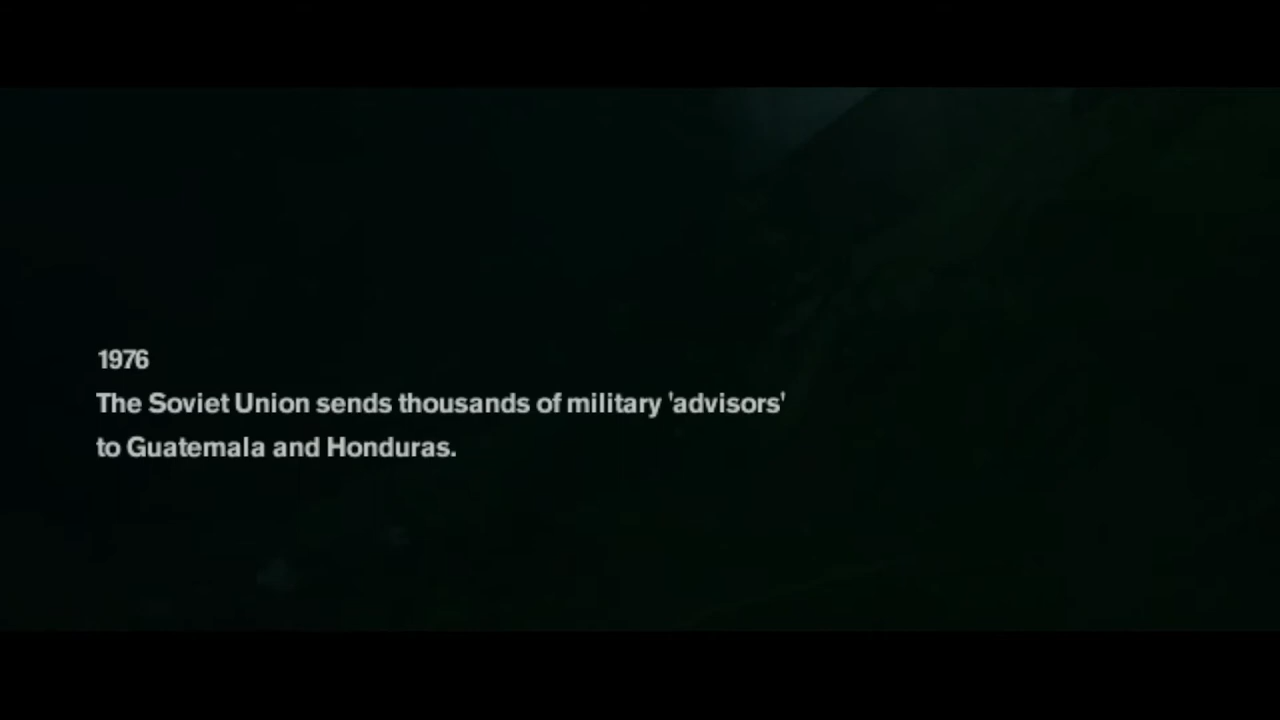 1976
The Soviet Union sends thousands of military 'advisors'
to Guatemala and Honduras.